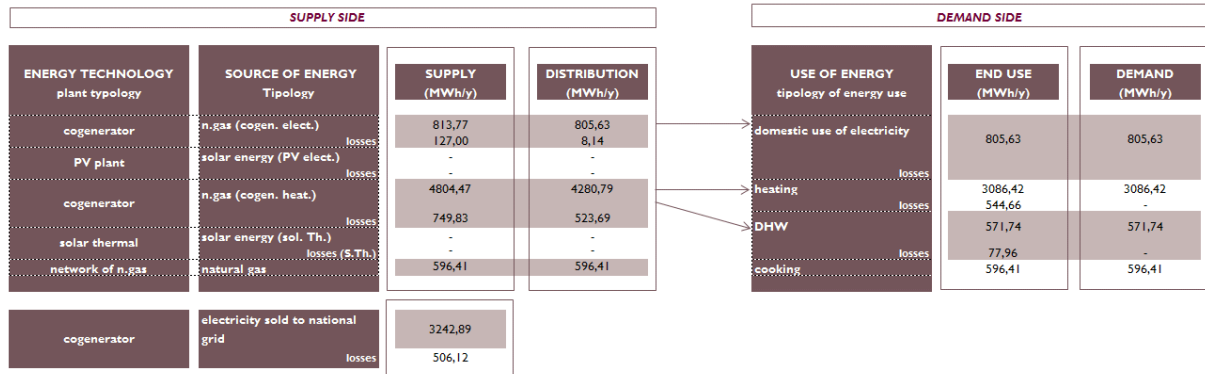 SUPPLY SIDE
DEMAND SIDE
ENERGY TECHNOLOGY
plant typology
SOURCE OF ENERGY
Tipology
SUPPLY
(MWh/y)
DISTRIBUTION
(MWh/y)
USE OF ENERGY
tipology of energy use
END USE
(MWh/y)
DEMAND
(MWh/y)
cogenerator
n.gas (cogen. elect.)
813,77
805,63
losses
127,00
8,14
domestic use of electricity
805,63
805,63
losses
PV plant
solar energy (PV elect.)
-
-
losses
-
-
cogenerator
n.gas (cogen. heat.)
4804,47
4280,79
losses
749,83
523,69
heating
3086,42
3086,42
losses
544,66
-
DHW
571,74
571,74
losses
77,96
-
solar thermal
solar energy (sol. Th.)
-
-
losses (S.Th.)
-
-
network of n.gas
natural gas
596,41
596,41
cooking
596,41
596,41
cogenerator
electricity sold to national
grid
3242,89
losses
506,12